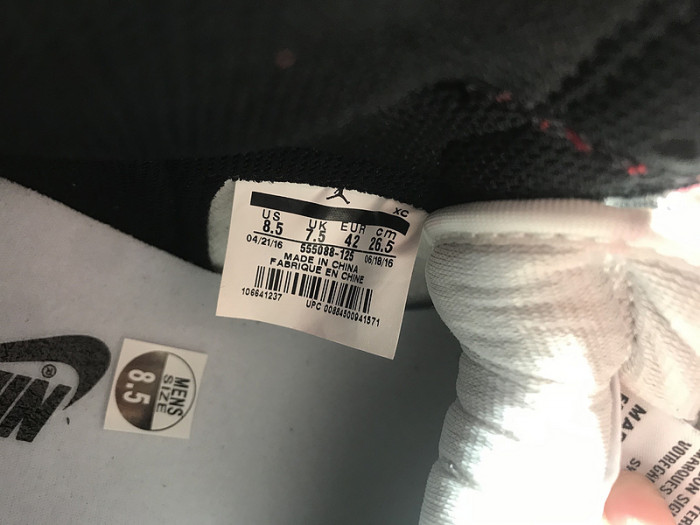 XC
US UK EUR cm
8.5 7.5 42 26.5
04/21/16 555088-125 06/18/16
MADE IN CHINA
FABRIQUE EN CHINE
106641237
UPC 00884500941571
MENS
SIZE
8.5
®